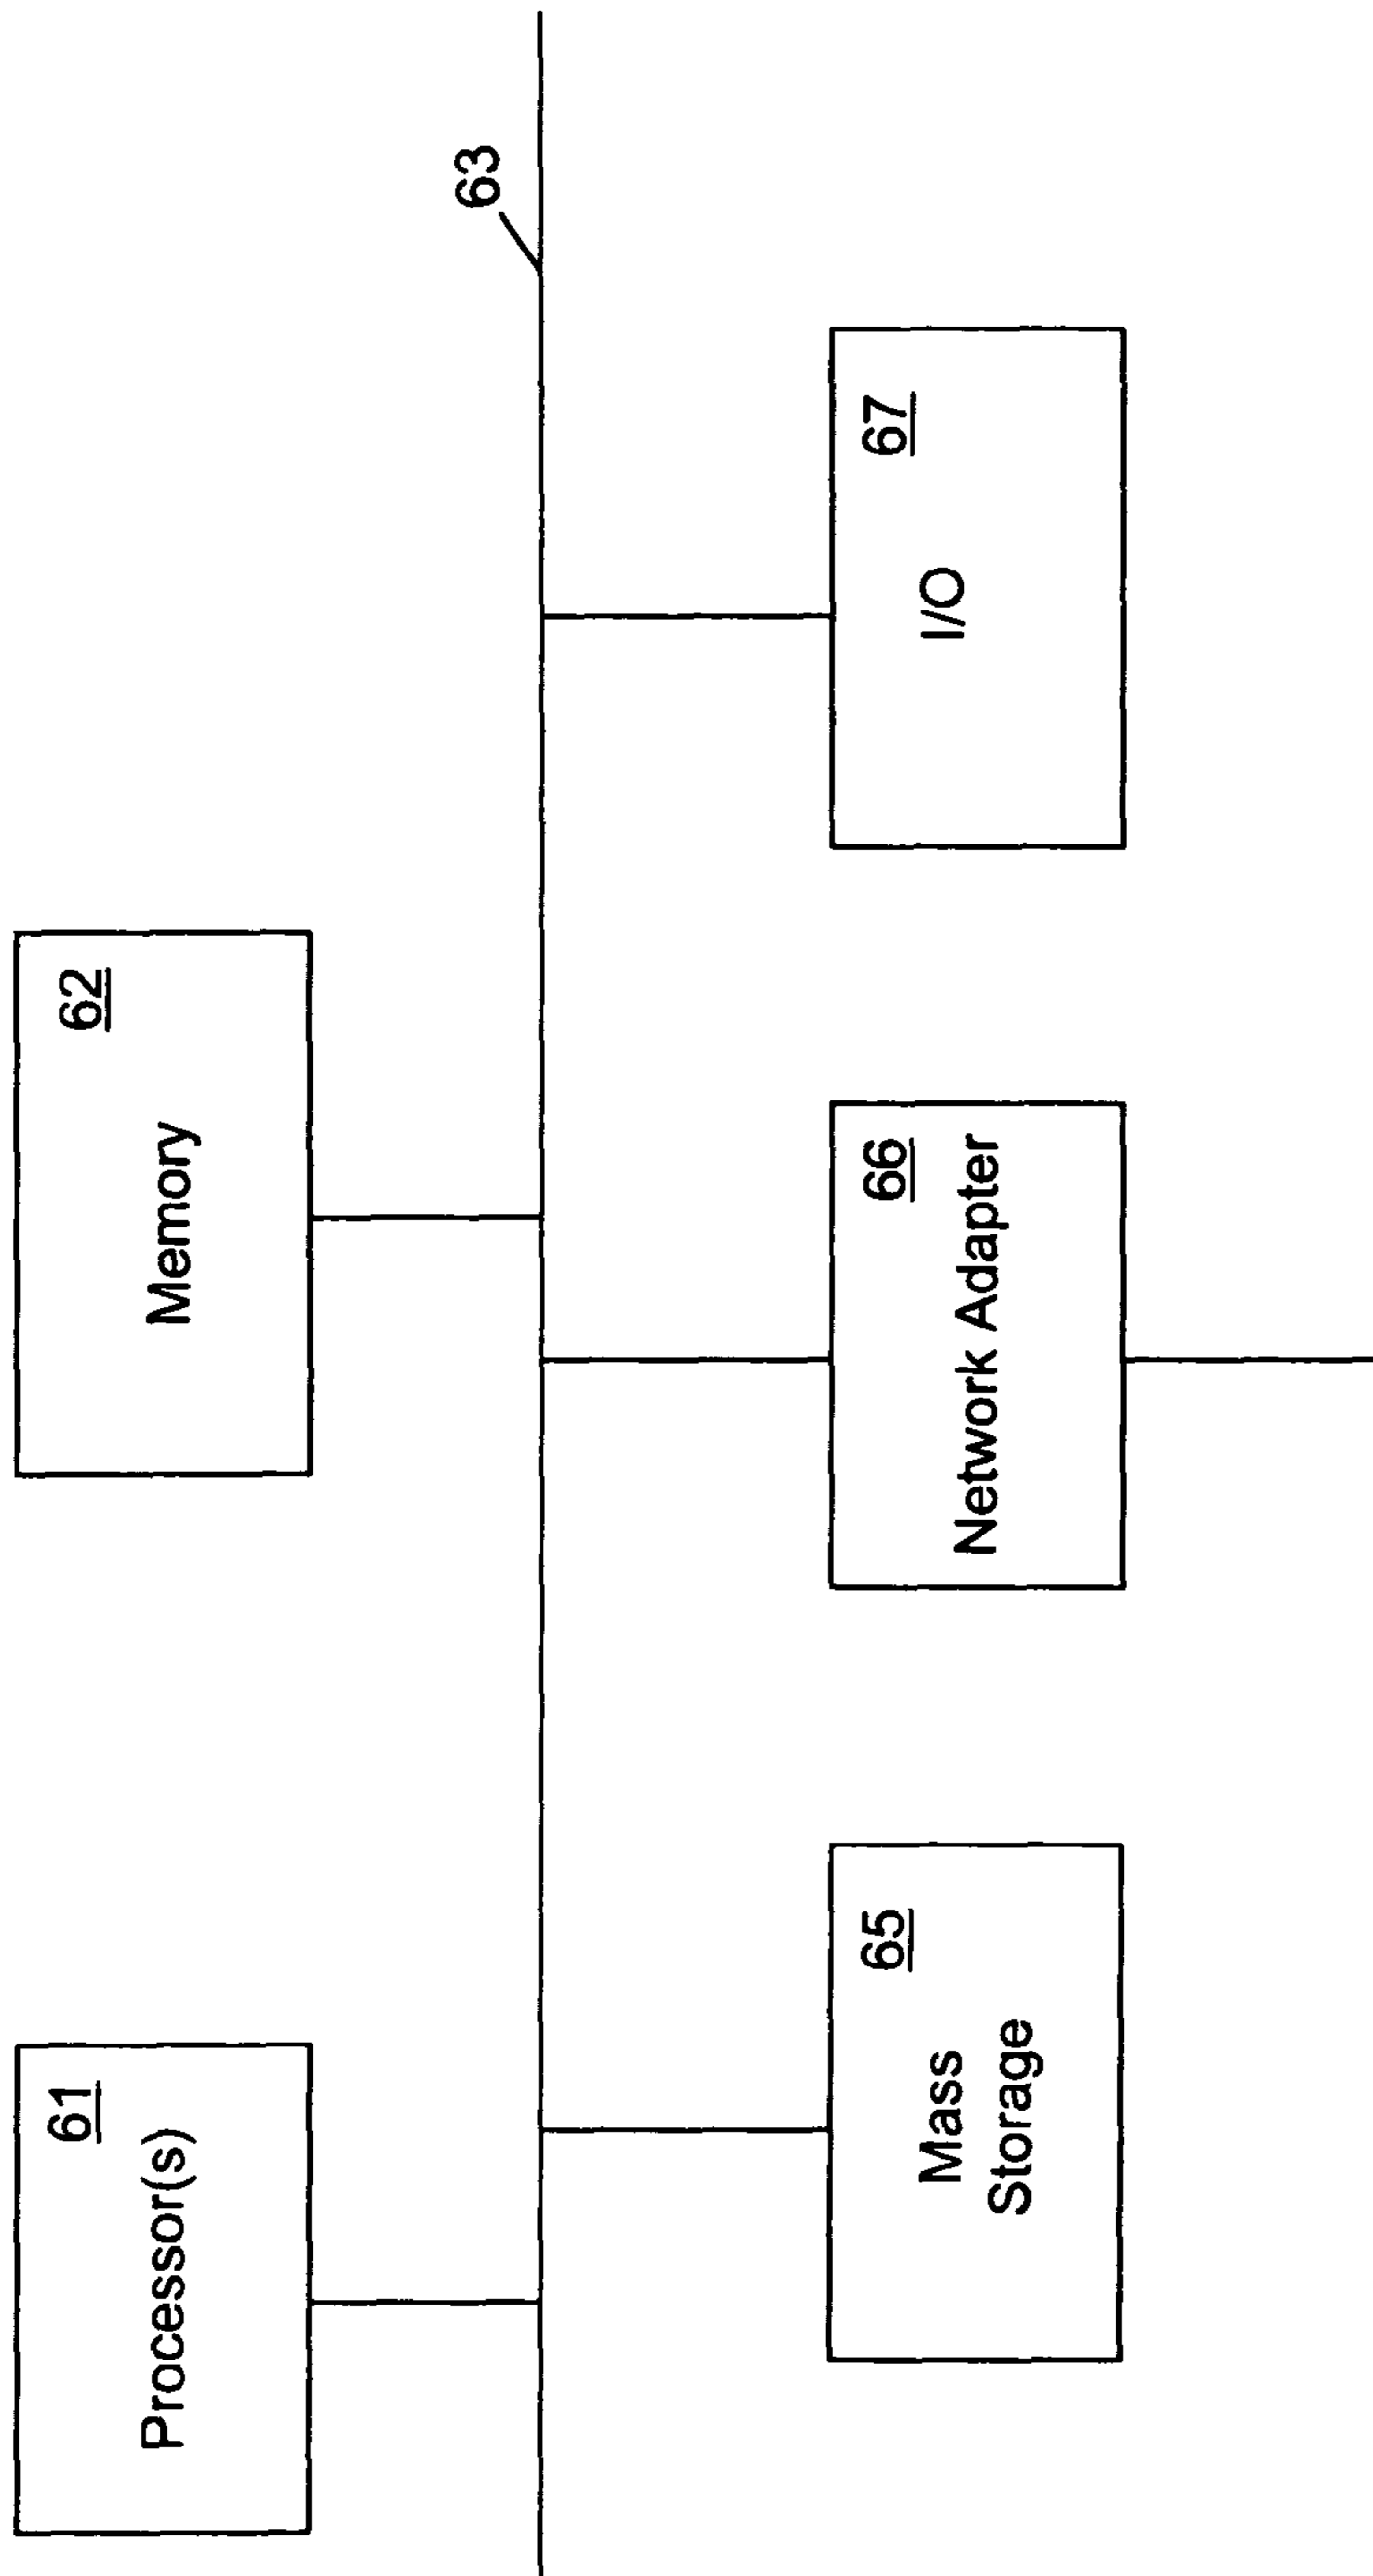 61
Processor(s)
62
Memory
63
65
Mass
Storage
66
Network Adapter
67
I/O